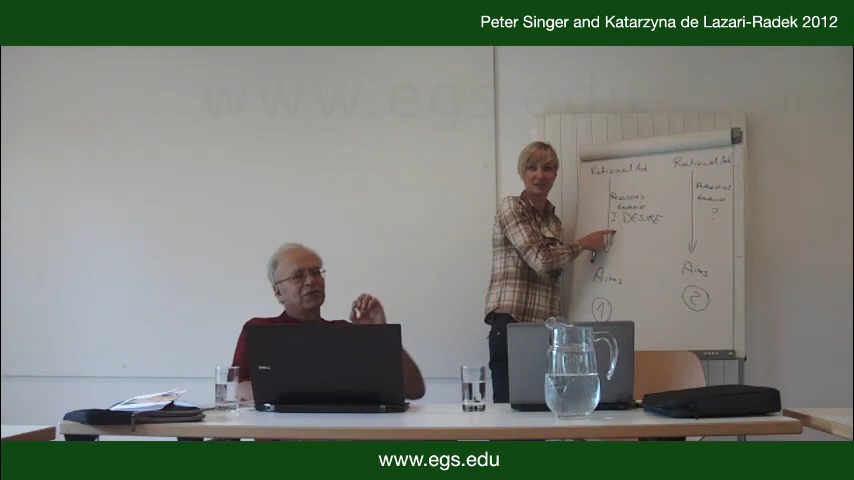 Peter Singer and Katarzyna de Lazari-Radek 2012
www.egs.edu
Rational Act
Rational Act
REASONS
I DESIRE
?
Aims
Aims
1
2
DELL
www.egs.edu